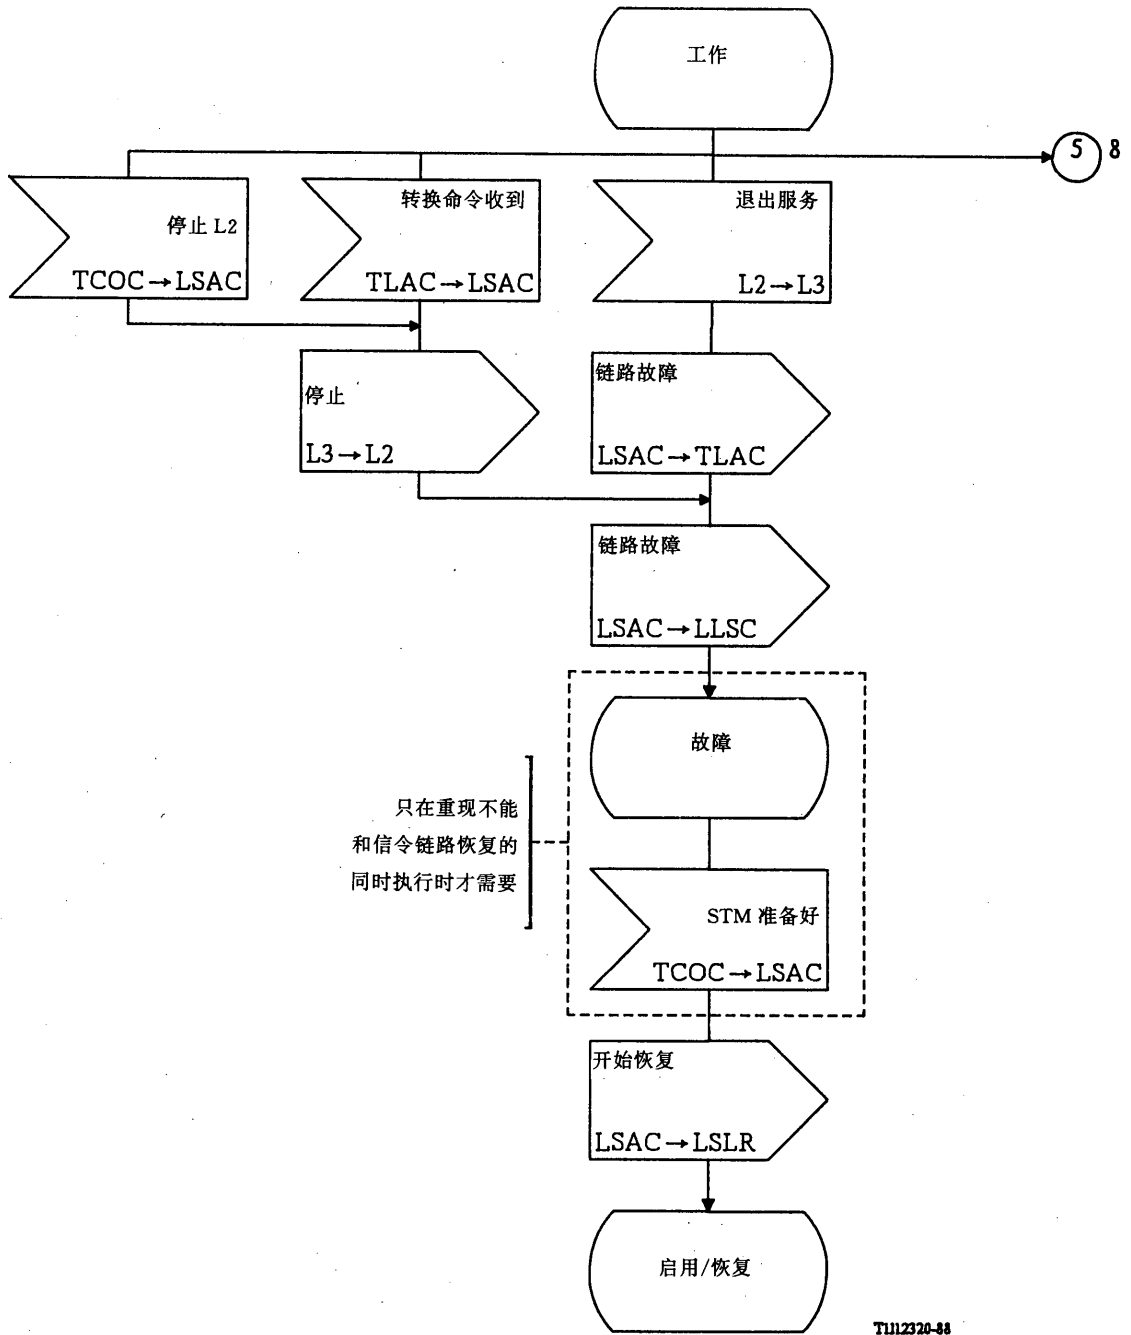 工作
5 8
停止 L2
TCOC→LSAC
转换命令收到
TLAC→LSAC
退出服务
L2→L3
停止
L3→L2
链路故障
LSAC→TLAC
链路故障
LSAC→LLSC
故障
只在重现不能
和信令链路恢复的
同时执行时才需要
STM 准备好
TCOC→LSAC
开始恢复
LSAC→LSLR
启用/恢复
T1112320-88